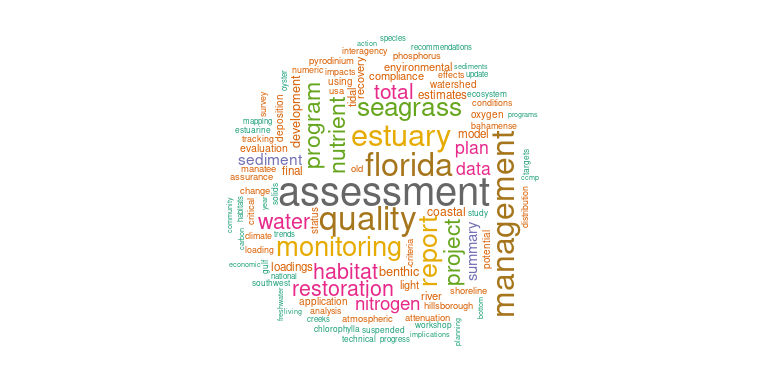 species
action
recommendations
interagency
phosphorus
pyrodinium
environmental
sediments
numeric
impacts
compliance
effects
update
recovery
using
watershed
oyster
usa
tidal
total
estimates
ecosystem
survey
deposition
development
program
nutrient
seagrass
conditions
oxygen
programs
mapping
estuarine
bahamense
tracking
estuary
model
evaluation
plan
sediment
florida
data
management
targets
manatee
final
old
assurance
ccmp
change
solids
assessment
distribution
community
habitats
critical
year
status
water
quality
coastal
study
trends
carbon
climate
loading
monitoring
criteria
report
project
summary
potential
economic
gulf
loadings
habitat
benthic
national
southwest
restoration
light
shoreline
river
application
nitrogen
hillsborough
bottom
freshwater
living
analysis
creeks
atmospheric
attenuation
chlorophylla
suspended
workshop
planning
implications
technical
progress